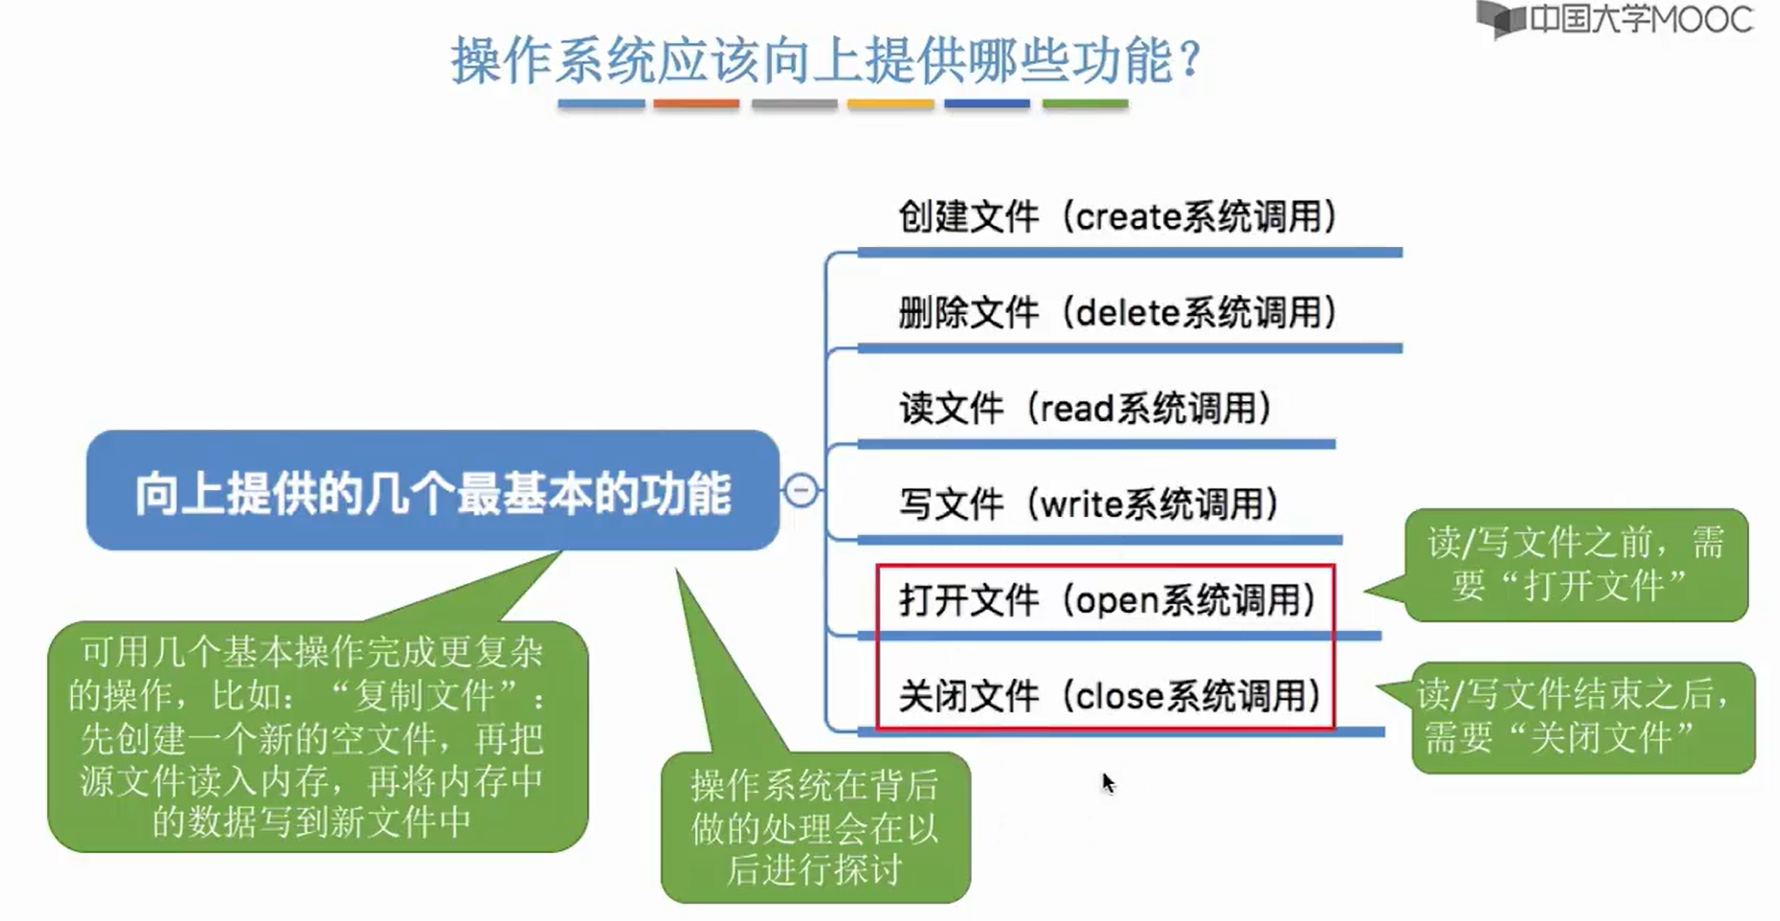 中国大学MOOC
操作系统应该向上提供哪些功能？
创建文件（create系统调用）
删除文件（delete系统调用）
读文件（read系统调用）
写文件（write系统调用）
打开文件（open系统调用）
关闭文件（close系统调用）
向上提供的几个最基本的功能
读/写文件之前，需
要“打开文件”
读/写文件结束之后，
需要“关闭文件”
可用几个基本操作完成更复杂
的操作，比如：“复制文件”：
先创建一个新的空文件，再把
源文件读入内存，再将内存中
的数据写到新文件中
操作系统在背后
做的处理会在以
后进行探讨